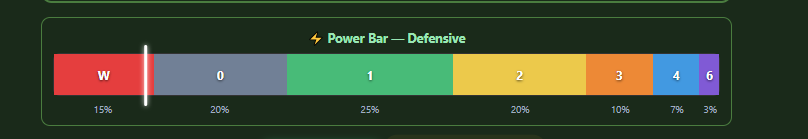 ⚡ Power Bar — Defensive
W 0 1 2 3 4 6
15% 20% 25% 20% 10% 7% 3%